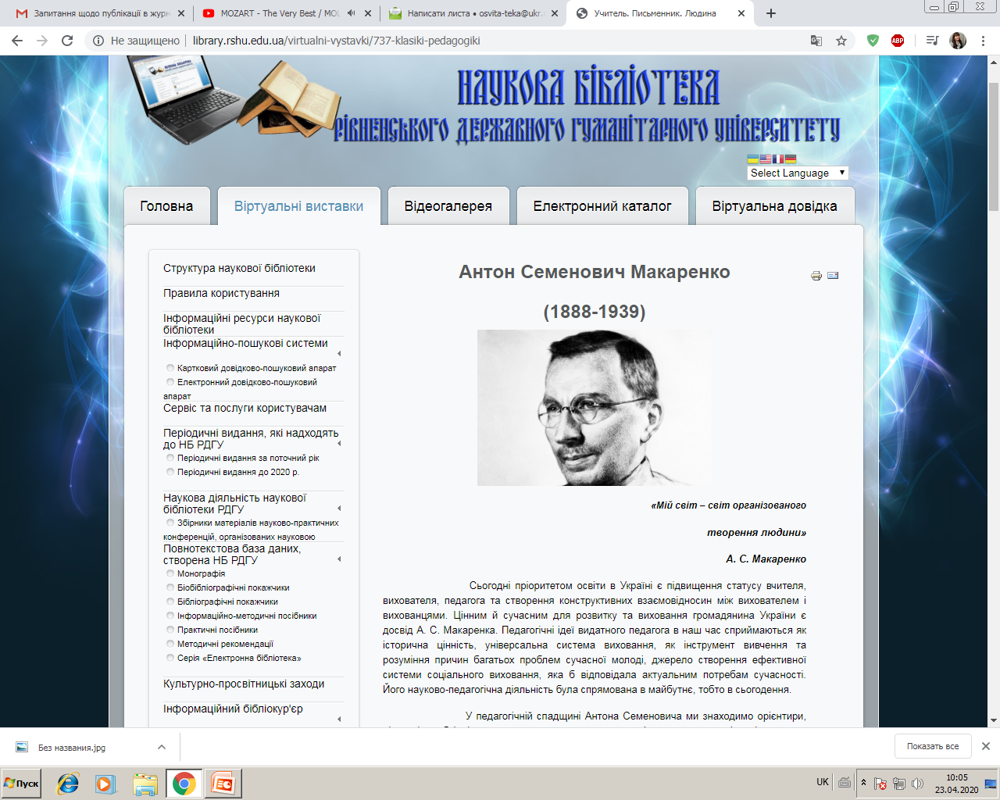 Запитання щодо публікації в журн
MOZART - The Very Best / MOZ
Написати листа • osvita-teka@ukr.
Учитель. Письменник. Людина
Не защищено
library.rshu.edu.ua/virtualni-vystavki/737-klasiki-pedagogiki
ABP
НАУКОВА БІБЛІОТЕКА
РІВНЕНСЬКОГО ДЕРЖАВНОГО ГУМАНІТАРНОГО УНІВЕРСИТЕТУ
Select Language
Головна
Віртуальні виставки
Відеогалерея
Електронний каталог
Віртуальна довідка
Структура наукової бібліотеки
Правила користування
Інформаційні ресурси наукової
бібліотеки
Інформаційно-пошукові системи
Картковий довідково-пошуковий апарат
Електронний довідково-пошуковий
апарат
Сервіс та послуги користувачам
Періодичні видання, які надходять
до НБ РДГУ
Періодичні видання за поточний рік
Періодичні видання до 2020 р.
Наукова діяльність наукової
бібліотеки РДГУ
Збірники матеріалів науково-практичних
конференцій, організованих науковою
Повнотекстова база даних,
створена НБ РДГУ
Монографія
Біобібліографічні покажчики
Бібліографічні покажчики
Інформаційно-методичні посібники
Практичні посібники
Методичні рекомендації
Серія «Електронна бібліотека»
Культурно-просвітницькі заходи
Інформаційний бібліокур'єр
Антон Семенович Макаренко
(1888-1939)
«Мій світ – світ організованого
творення людини»
А. С. Макаренко
Сьогодні пріоритетом освіти в Україні є підвищення статусу вчителя,
вихователя, педагога та створення конструктивних взаємовідносин між вихователем і
вихованцями. Цінним й сучасним для розвитку та виховання громадянина України є
досвід А. С. Макаренка. Педагогічні ідеї видатного педагога в наш час сприймаються як
історична цінність, універсальна система виховання, як інструмент вивчення та
розуміння причин багатьох проблем сучасної молоді, джерело створення ефективної
системи соціального виховання, яка б відповідала актуальним потребам сучасності.
Його науково-педагогічна діяльність була спрямована в майбутнє, тобто в сьогодення.
У педагогічній спадщині Антона Семеновича ми знаходимо орієнтири,
Без названия.jpg
Показать все
Пуск
UK
10:05
23.04.2020